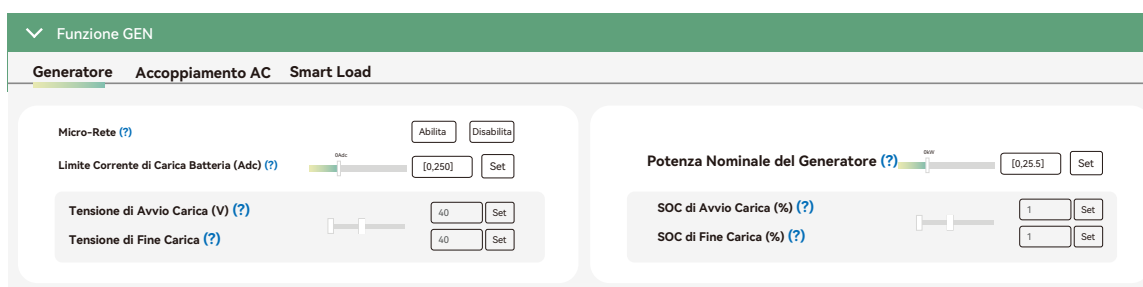 Funzione GEN
Generatore Accoppiamento AC Smart Load
Micro-Rete (?) Abilita Disabilita
0Adc
Limite Corrente di Carica Batteria (Adc) (?) [0,250] Set
Tensione di Avvio Carica (V) (?) 40 Set
Tensione di Fine Carica (?) 40 Set
0kW
Potenza Nominale del Generatore (?) [0,25.5] Set
SOC di Avvio Carica (%) (?) 1 Set
SOC di Fine Carica (%) (?) 1 Set